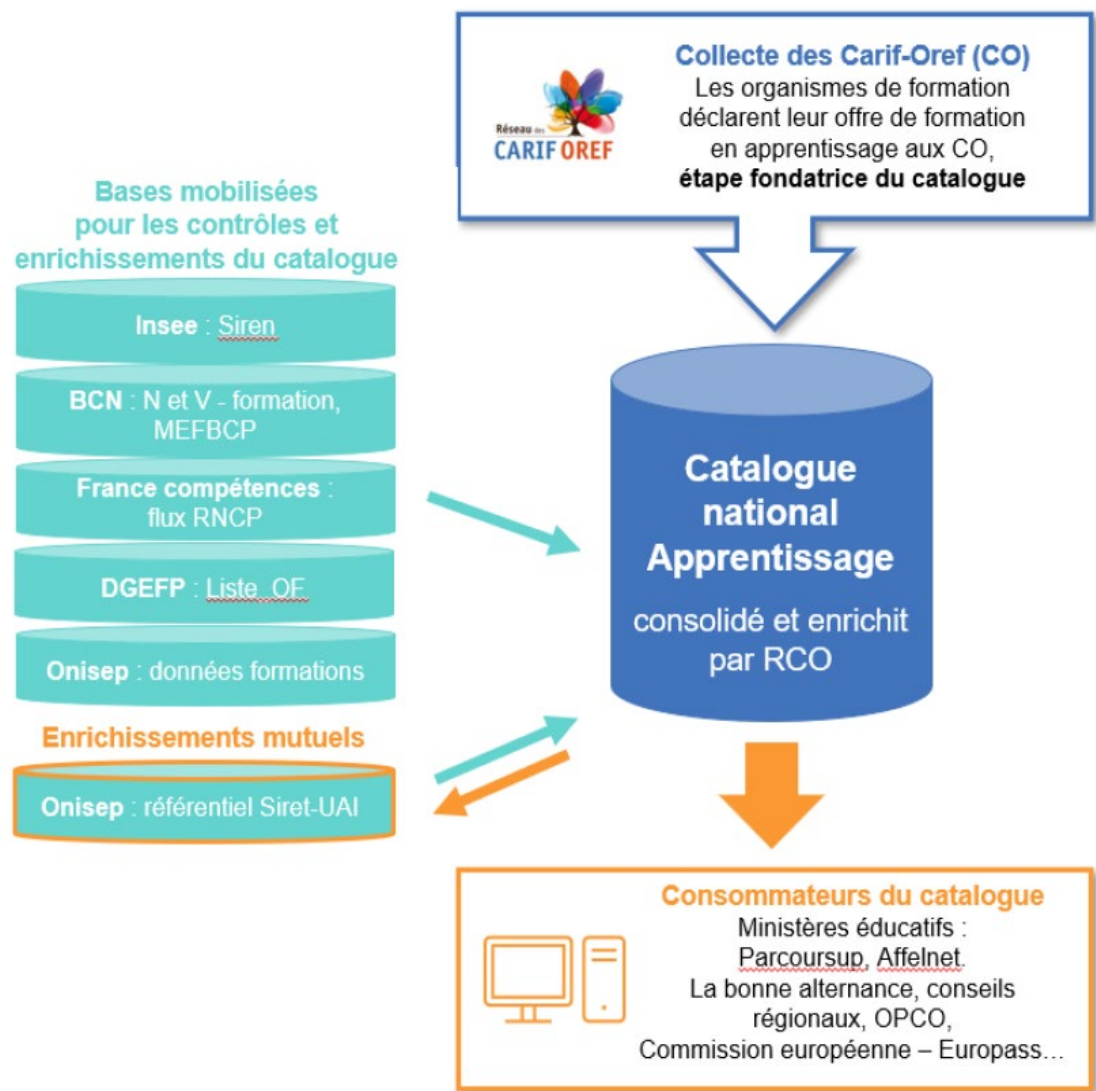 Collecte des Carif-Oref (CO)
Les organismes de formation
déclarent leur offre de formation
en apprentissage aux CO,
étape fondatrice du catalogue
Réseau des
CARIF OREF
Bases mobilisées
pour les contrôles et
enrichissements du catalogue
Insee : Siren
BCN : N et V - formation,
MEFBCP
France compétences :
flux RNCP
DGEFP : Liste OF
Onisep : données formations
Enrichissements mutuels
Onisep : référentiel Siret-UAI
Catalogue
national
Apprentissage
consolidé et enrichit
par RCO
Consommateurs du catalogue
Ministères éducatifs :
Parcoursup, Affelnet.
La bonne alternance, conseils
régionaux, OPCO,
Commission européenne – Europass…